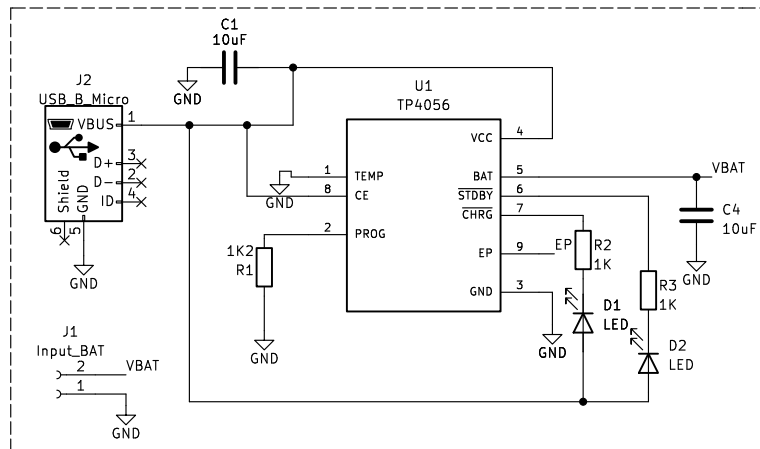 C1
10uF
GND
J2
USB_B_Micro
VBUS 1
D+ 3
D- 2
ID 4
Shield
GND
6
5
GND
U1
TP4056
VCC 4
1 TEMP
BAT 5
VBAT
GND
8 CE
STDBY 6
CHRG 7
2 PROG
1K2
R1
GND
EP 9 EP
GND 3
GND
R2
1K
C4
10uF
GND
R3
1K
D1
LED
D2
LED
J1
Input_BAT
2 VBAT
1
GND